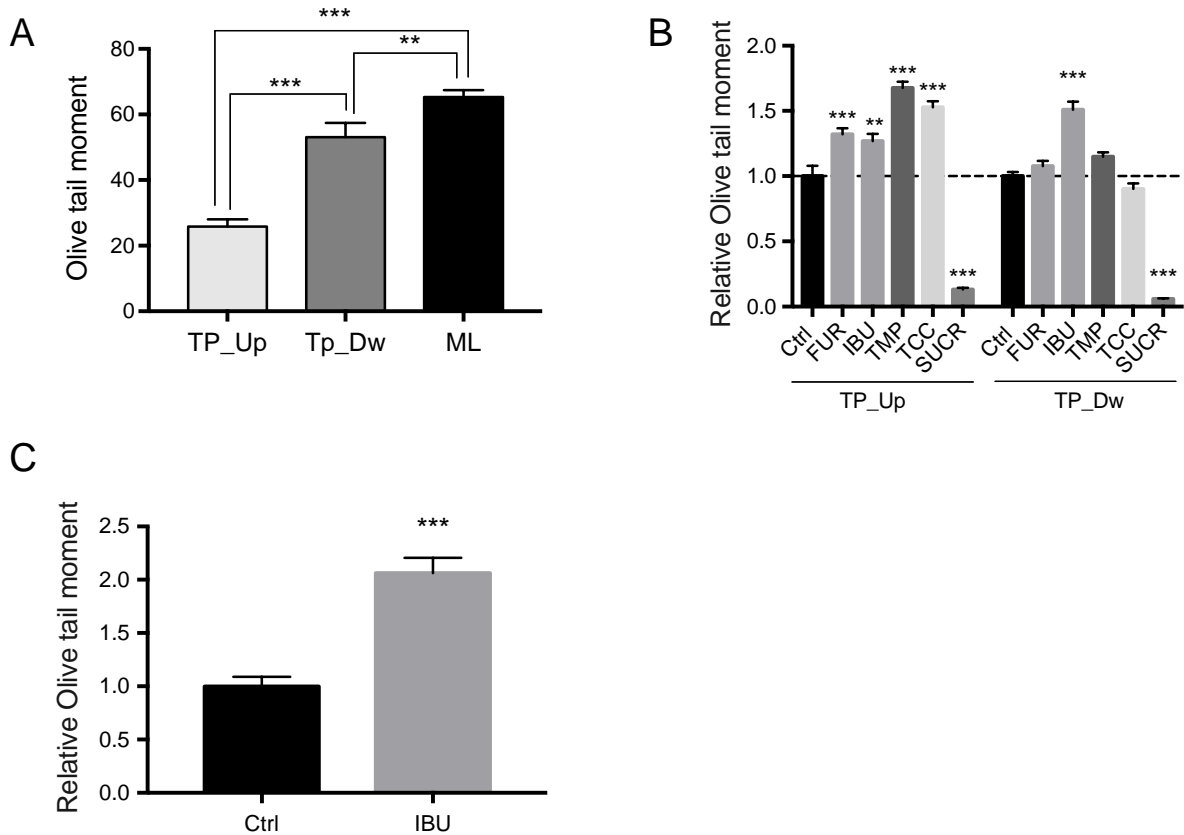 A
***
**
***
Olive tail moment
80
60
40
20
0
TP_Up Tp_Dw ML
B
Relative Olive tail moment
2.0
1.5
1.0
0.5
0.0
*** ** *** *** *** *** ***
Ctrl FUR IBU TMP TCC SUCR Ctrl FUR IBU TMP TCC SUCR
TP_Up TP_Dw
C
Relative Olive tail moment
2.5
2.0
1.5
1.0
0.5
0.0
***
Ctrl IBU